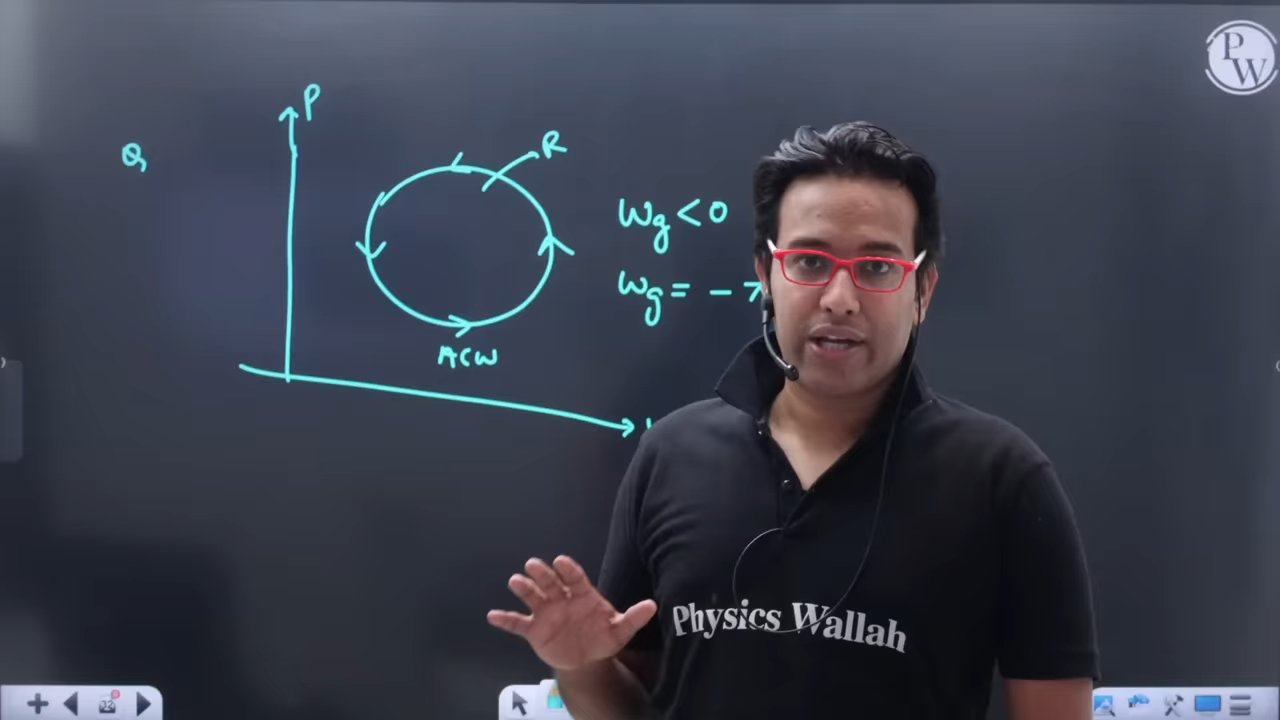 P
Q
R
Wg < 0
Wg = -
ACW
PW
Physics Wallah